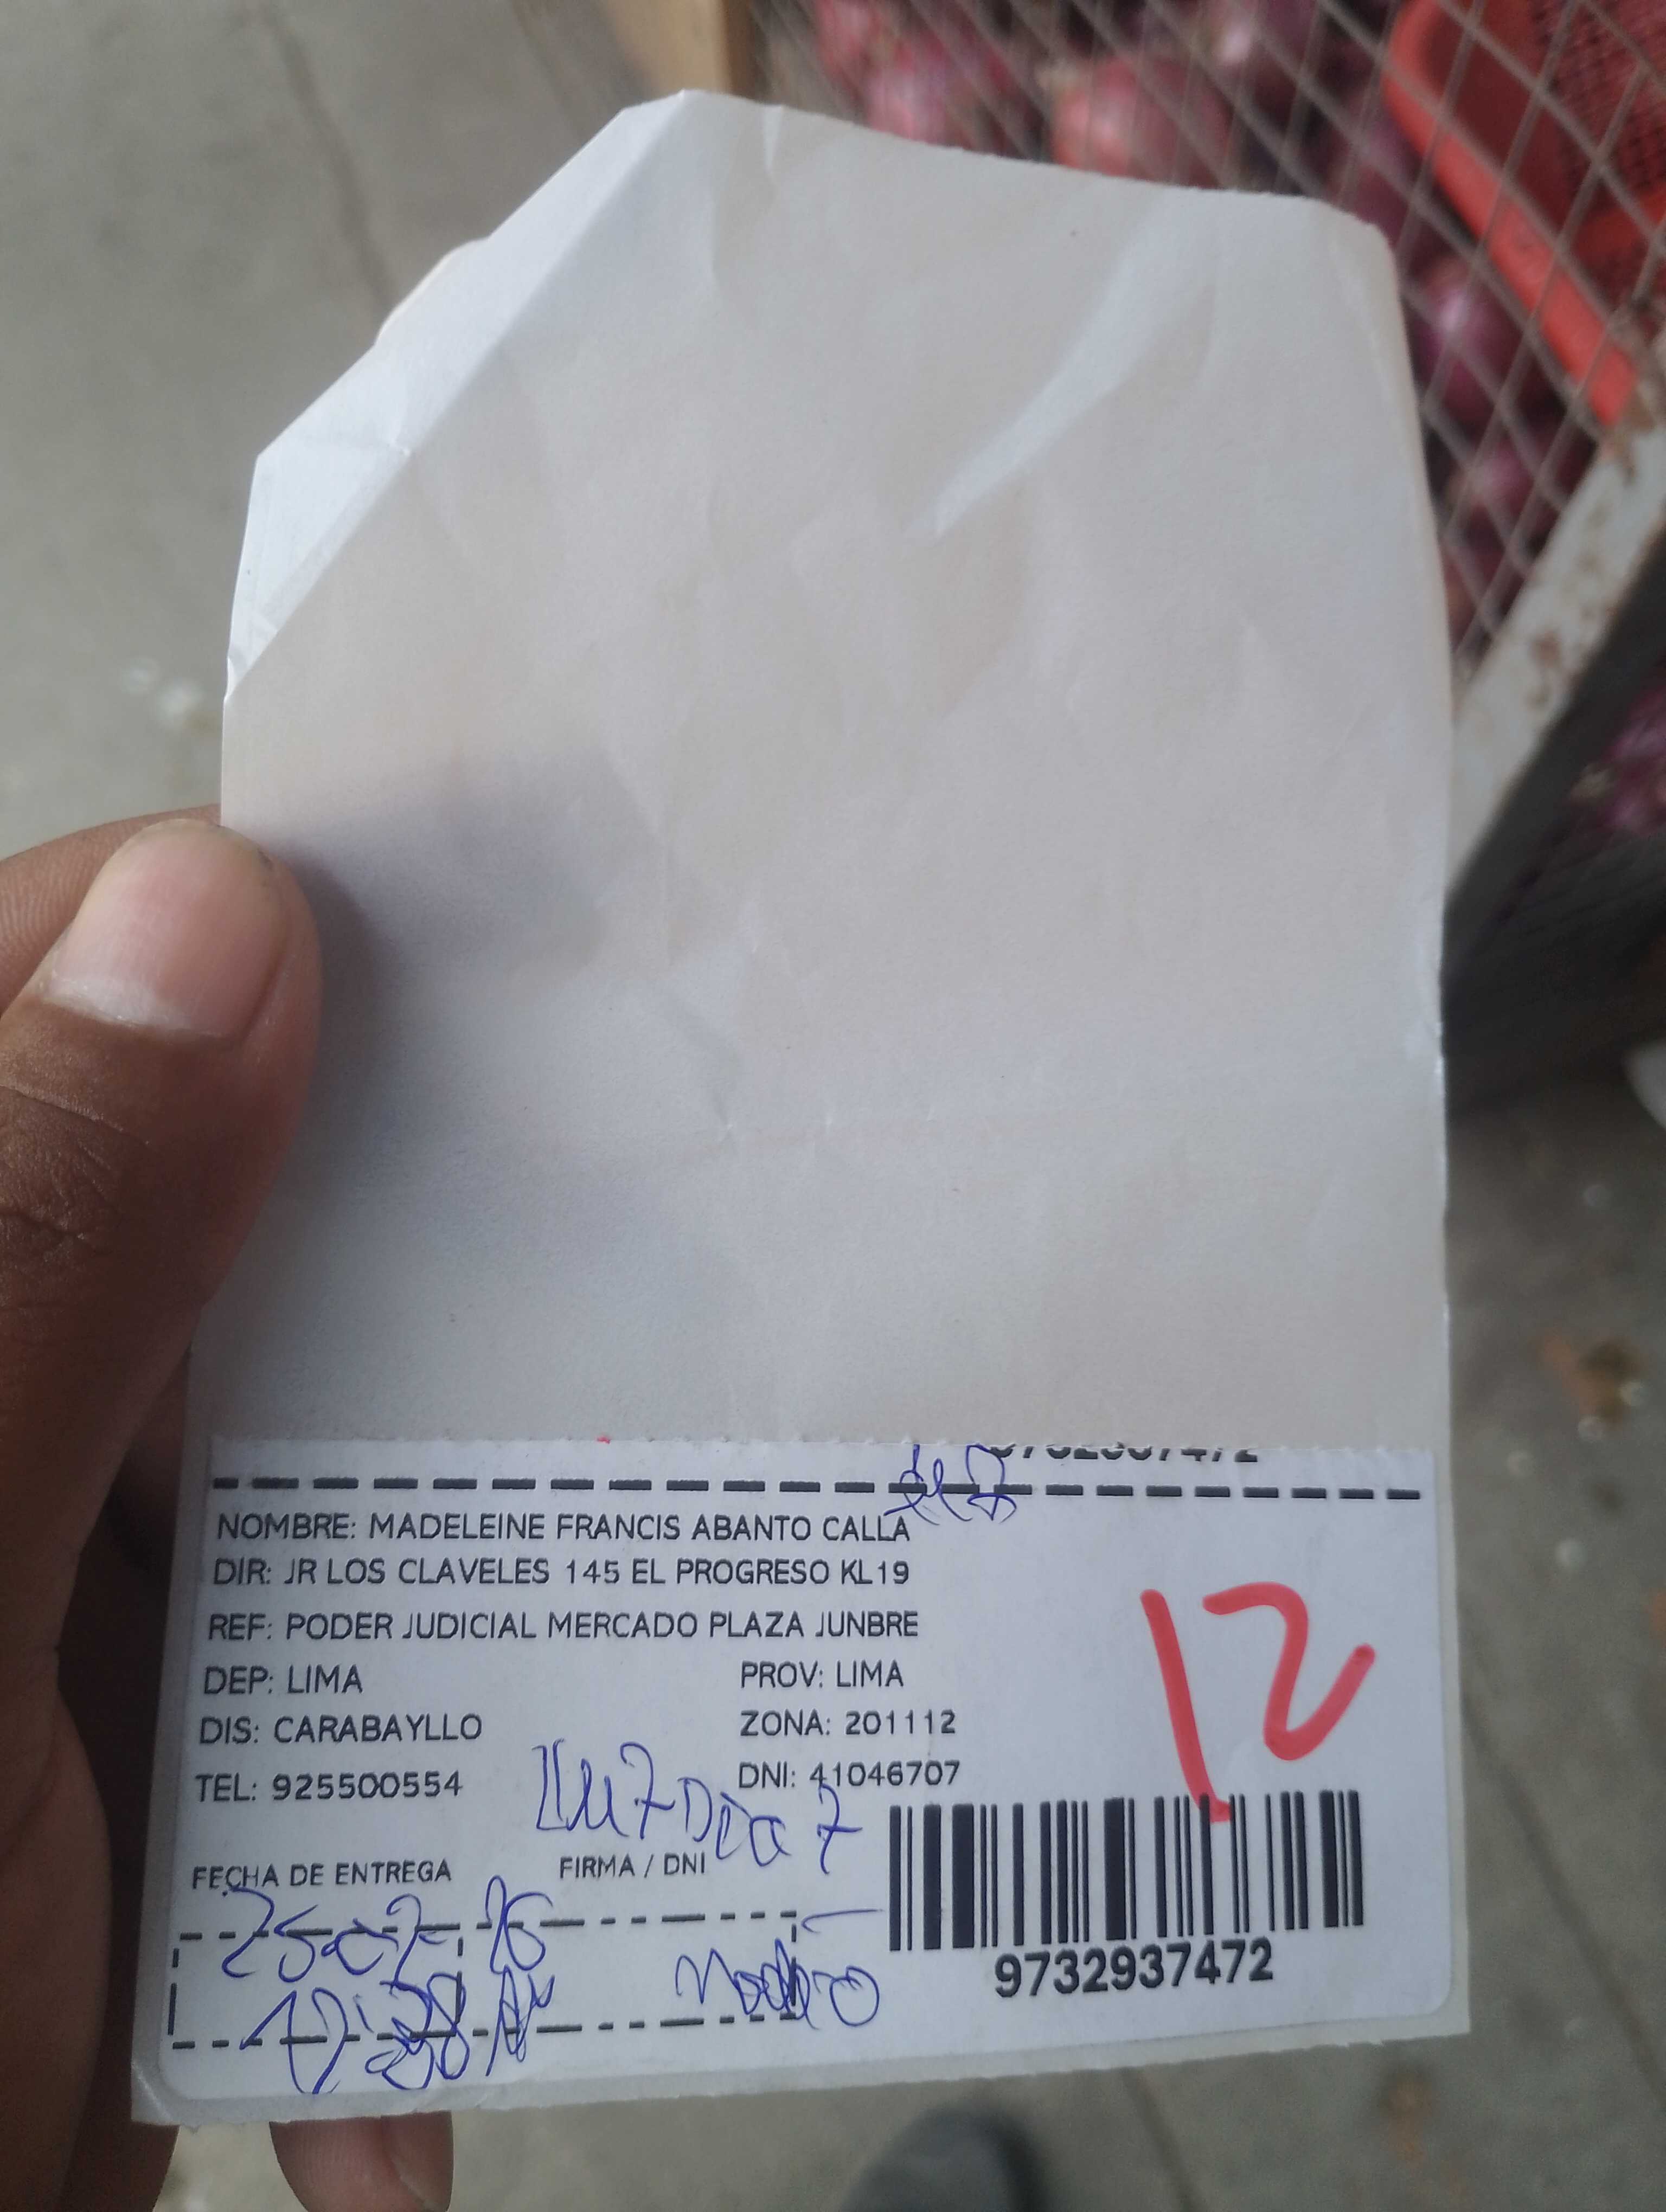 9732937472
NOMBRE: MADELEINE FRANCIS ABANTO CALLA
DIR: JR LOS CLAVELES 145 EL PROGRESO KL19
REF: PODER JUDICIAL MERCADO PLAZA JUNBRE
DEP: LIMA PROV: LIMA
DIS: CARABAYLLO ZONA: 201112
12
TEL: 925500554 DNI: 41046707
FECHA DE ENTREGA FIRMA / DNI
9732937472